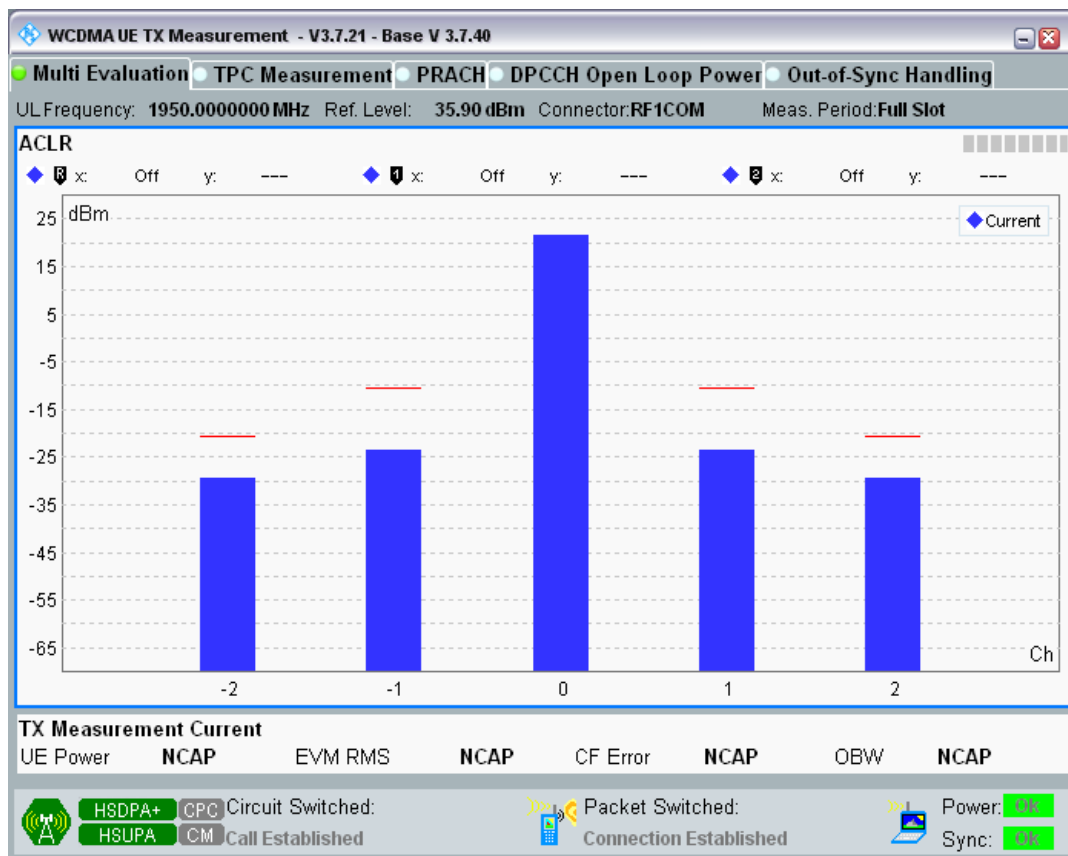 WCDMA UE TX Measurement - V3.7.21 - Base V 3.7.40
Multi Evaluation TPC Measurement PRACH DPCCH Open Loop Power Out-of-Sync Handling
UL Frequency: 1950.0000000 MHz Ref. Level: 35.90 dBm Connector:RF1COM Meas. Period:Full Slot
ACLR
R x: Off y: --- 1 x: Off y: --- 2 x: Off y: ---
dBm
Current
25
15
5
-5
-15
-25
-35
-45
-55
-65
Ch
-2 -1 0 1 2
TX Measurement Current
UE Power NCAP EVM RMS NCAP CF Error NCAP OBW NCAP
HSDPA+ CPC Circuit Switched: Packet Switched: Power: OK
HSUPA CM Call Established Connection Established Sync: OK